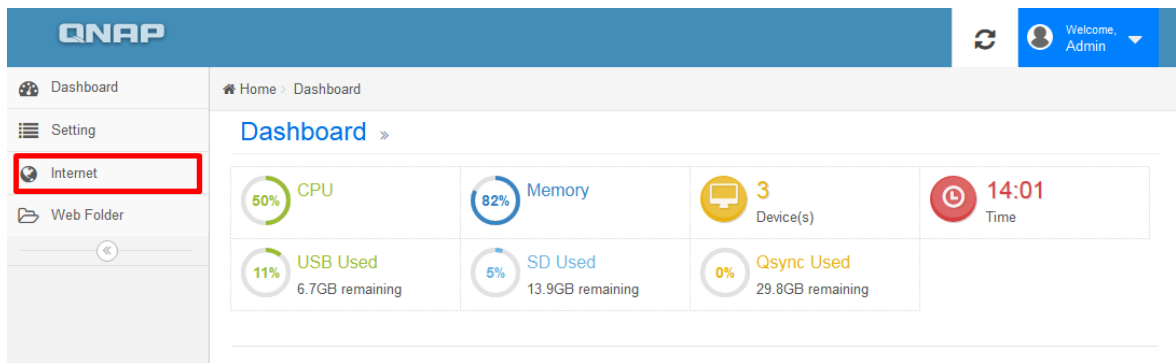 QNAP
Welcome,
Admin
Dashboard
Setting
Internet
Web Folder
Home > Dashboard
Dashboard »
50% CPU
82% Memory
3
Device(s)
14:01
Time
11% USB Used
6.7GB remaining
5% SD Used
13.9GB remaining
0% Qsync Used
29.8GB remaining